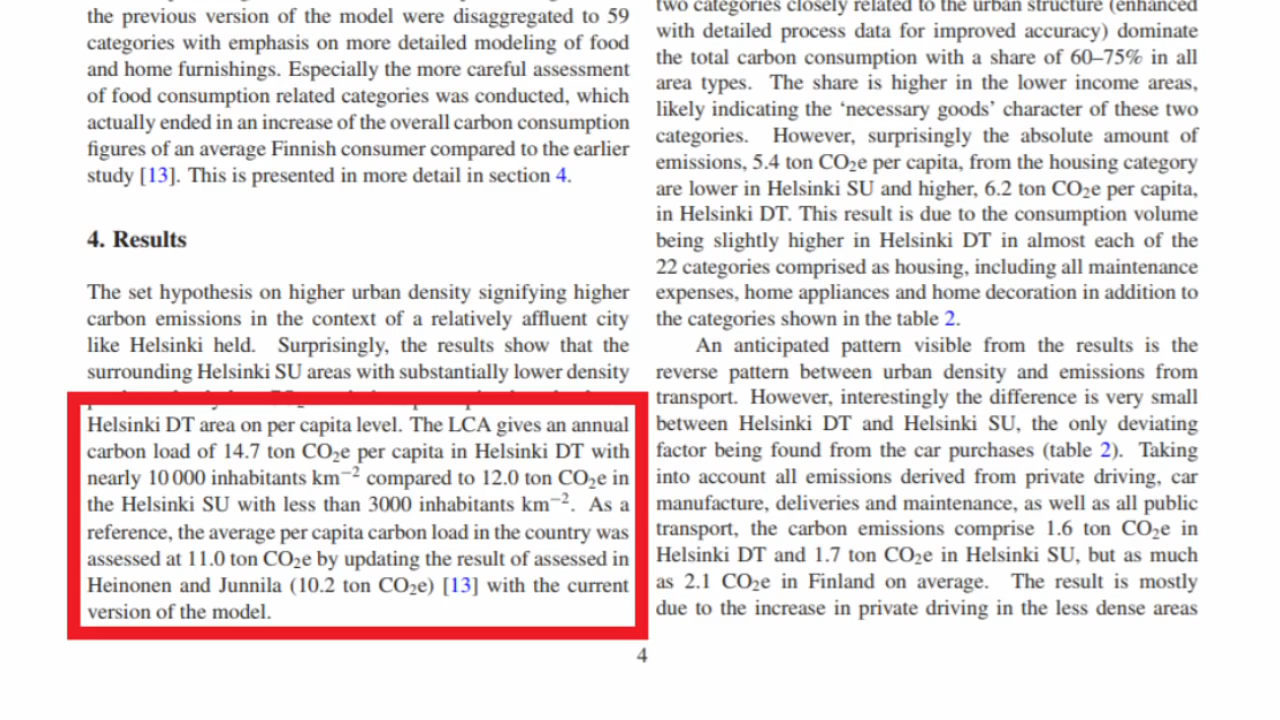 the previous version of the model were disaggregated to 59
categories with emphasis on more detailed modeling of food
and home furnishings. Especially the more careful assessment
of food consumption related categories was conducted, which
actually ended in an increase of the overall carbon consumption
figures of an average Finnish consumer compared to the earlier
study [13]. This is presented in more detail in section 4.
4. Results
The set hypothesis on higher urban density signifying higher
carbon emissions in the context of a relatively affluent city
like Helsinki held. Surprisingly, the results show that the
surrounding Helsinki SU areas with substantially lower density
Helsinki DT area on per capita level. The LCA gives an annual
carbon load of 14.7 ton CO₂e per capita in Helsinki DT with
nearly 10 000 inhabitants km⁻² compared to 12.0 ton CO₂e in
the Helsinki SU with less than 3000 inhabitants km⁻². As a
reference, the average per capita carbon load in the country was
assessed at 11.0 ton CO₂e by updating the result of assessed in
Heinonen and Junnila (10.2 ton CO₂e) [13] with the current
version of the model.
two categories closely related to the urban structure (enhanced
with detailed process data for improved accuracy) dominate
the total carbon consumption with a share of 60–75% in all
area types. The share is higher in the lower income areas,
likely indicating the ‘necessary goods’ character of these two
categories. However, surprisingly the absolute amount of
emissions, 5.4 ton CO₂e per capita, from the housing category
are lower in Helsinki SU and higher, 6.2 ton CO₂e per capita,
in Helsinki DT. This result is due to the consumption volume
being slightly higher in Helsinki DT in almost each of the
22 categories comprised as housing, including all maintenance
expenses, home appliances and home decoration in addition to
the categories shown in the table 2.
An anticipated pattern visible from the results is the
reverse pattern between urban density and emissions from
transport. However, interestingly the difference is very small
between Helsinki DT and Helsinki SU, the only deviating
factor being found from the car purchases (table 2). Taking
into account all emissions derived from private driving, car
manufacture, deliveries and maintenance, as well as all public
transport, the carbon emissions comprise 1.6 ton CO₂e in
Helsinki DT and 1.7 ton CO₂e in Helsinki SU, but as much
as 2.1 CO₂e in Finland on average. The result is mostly
due to the increase in private driving in the less dense areas
4